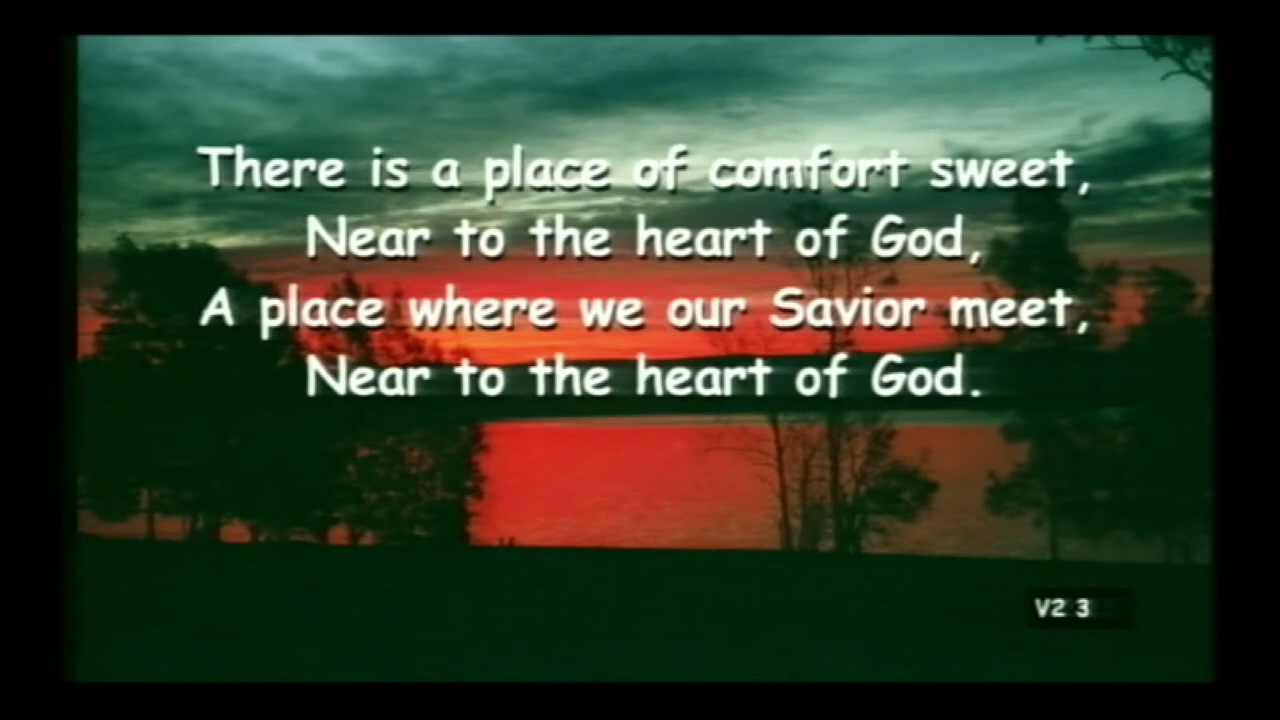 There is a place of comfort sweet,
Near to the heart of God,
A place where we our Savior meet,
Near to the heart of God.
V2 3